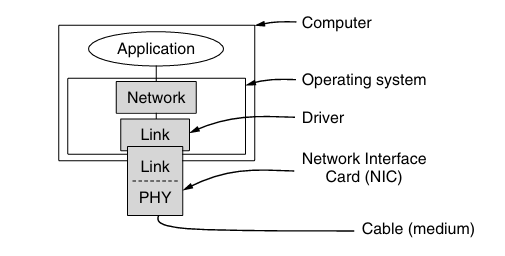 Computer
Application
Operating system
Network
Driver
Link
Link
Network Interface
Card (NIC)
PHY
Cable (medium)